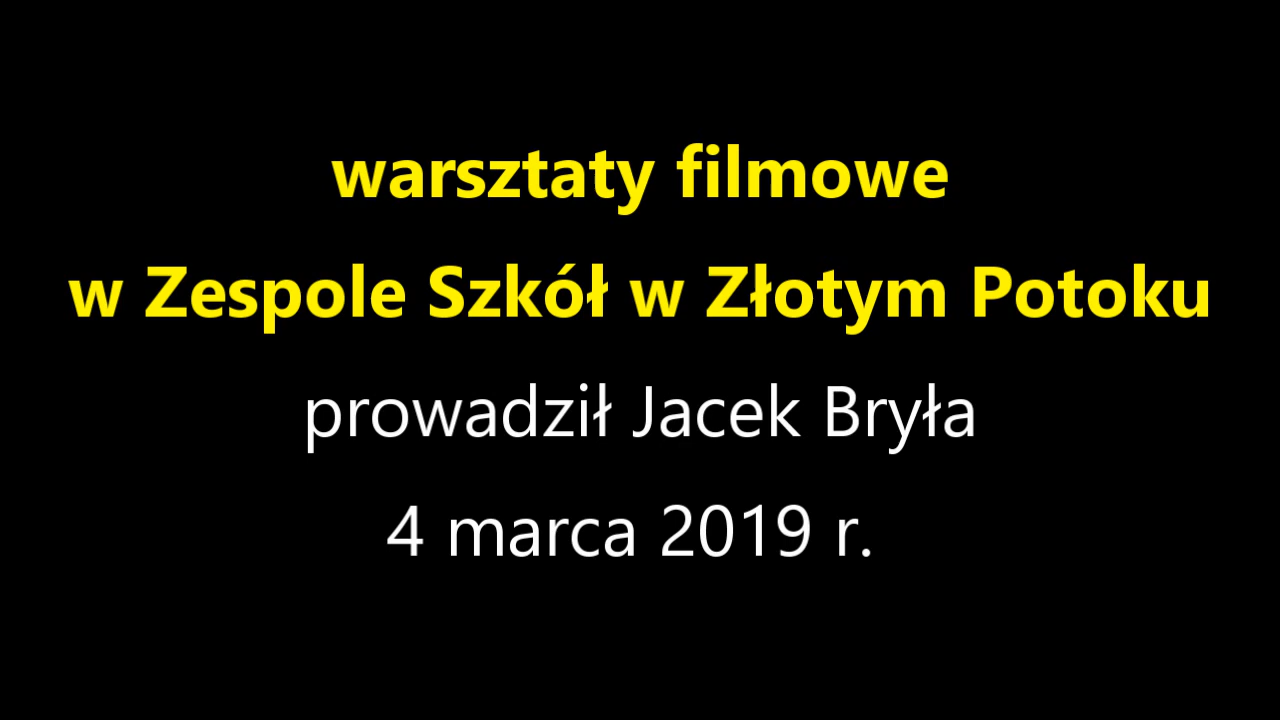 warsztaty filmowe
w Zespole Szkół w Złotym Potoku
prowadził Jacek Bryła
4 marca 2019 r.